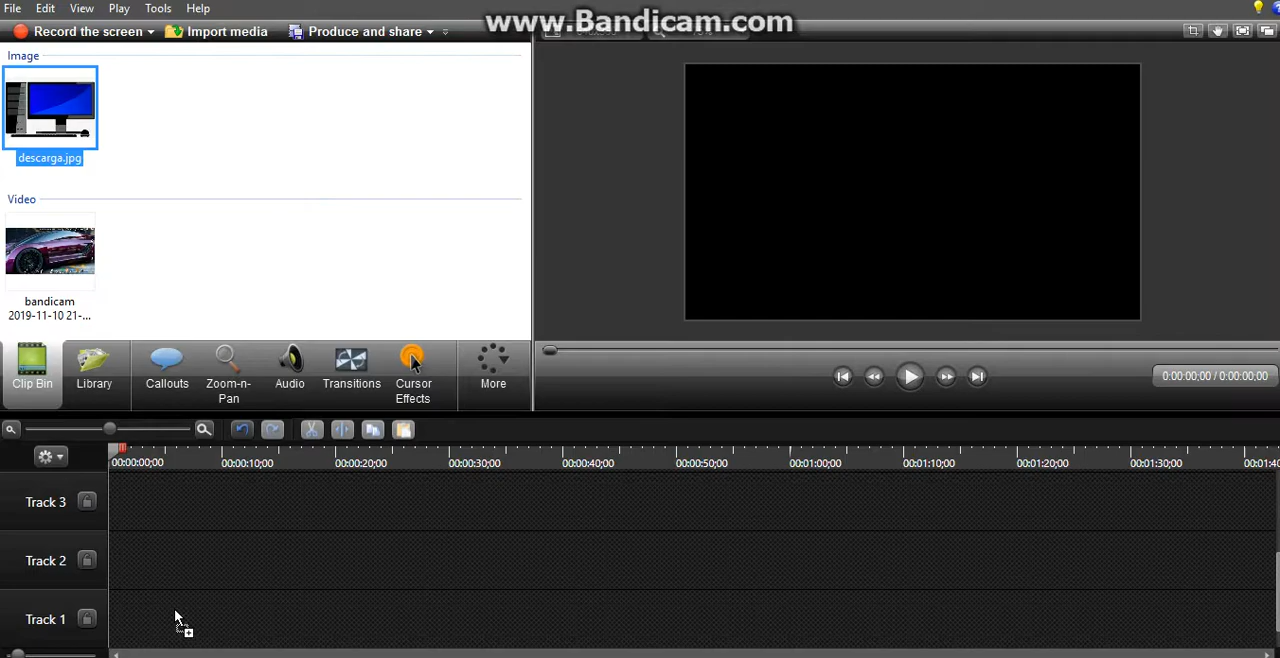 File Edit View Play Tools Help
www.Bandicam.com
Record the screen Import media Produce and share
Image
descarga.jpg
Video
bandicam
2019-11-10 21-...
Clip Bin Library Callouts Zoom-n-
Pan Audio Transitions Cursor
Effects More
0:00:00;00 / 0:00:00;00
00:00:00;00 00:00:10;00 00:00:20;00 00:00:30;00 00:00:40;00 00:00:50;00 00:01:00;00 00:01:10;00 00:01:20;00 00:01:30;00 00:01:40
Track 3
Track 2
Track 1